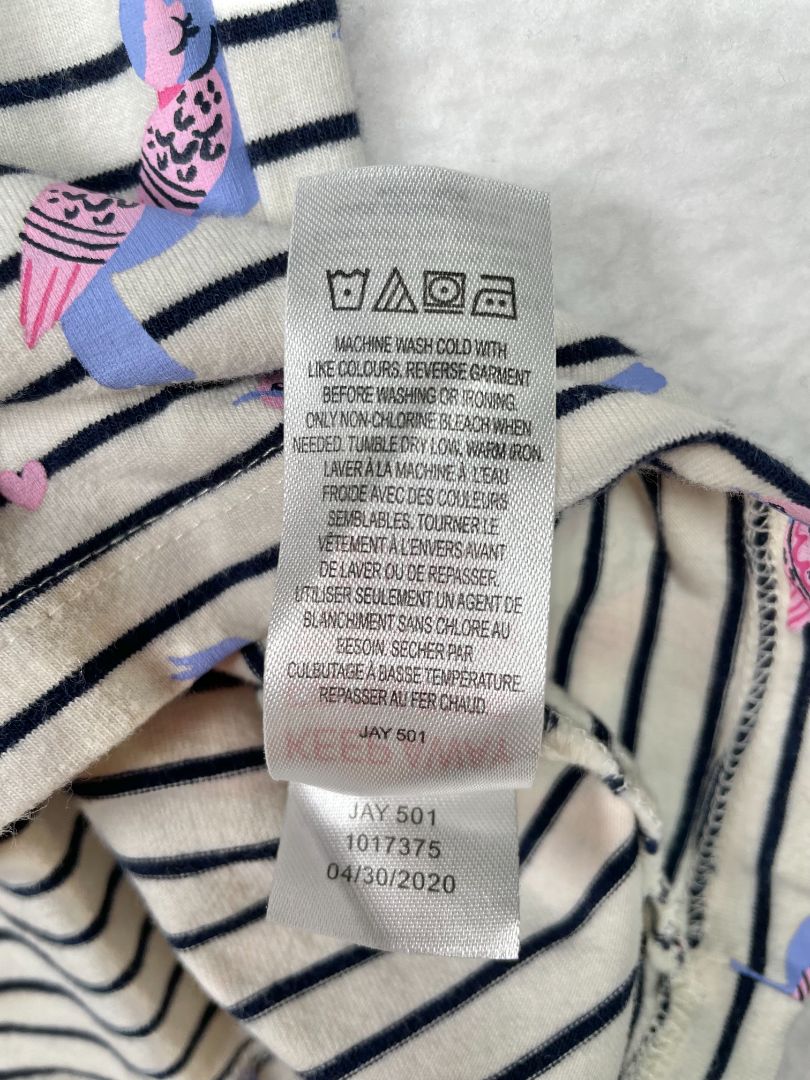 MACHINE WASH COLD WITH
LIKE COLOURS. REVERSE GARMENT
BEFORE WASHING OR IRONING.
ONLY NON-CHLORINE BLEACH WHEN
NEEDED. TUMBLE DRY LOW. WARM IRON.
LAVER À LA MACHINE, À L'EAU
FROIDE AVEC DES COULEURS
SEMBLABLES. TOURNER LE
VÊTEMENT À L'ENVERS AVANT
DE LAVER OU DE REPASSER.
UTILISER SEULEMENT UN AGENT DE
BLANCHIMENT SANS CHLORE AU
BESOIN. SÉCHER PAR
CULBUTAGE À BASSE TEMPÉRATURE.
REPASSER AU FER CHAUD.
JAY 501
JAY 501
1017375
04/30/2020